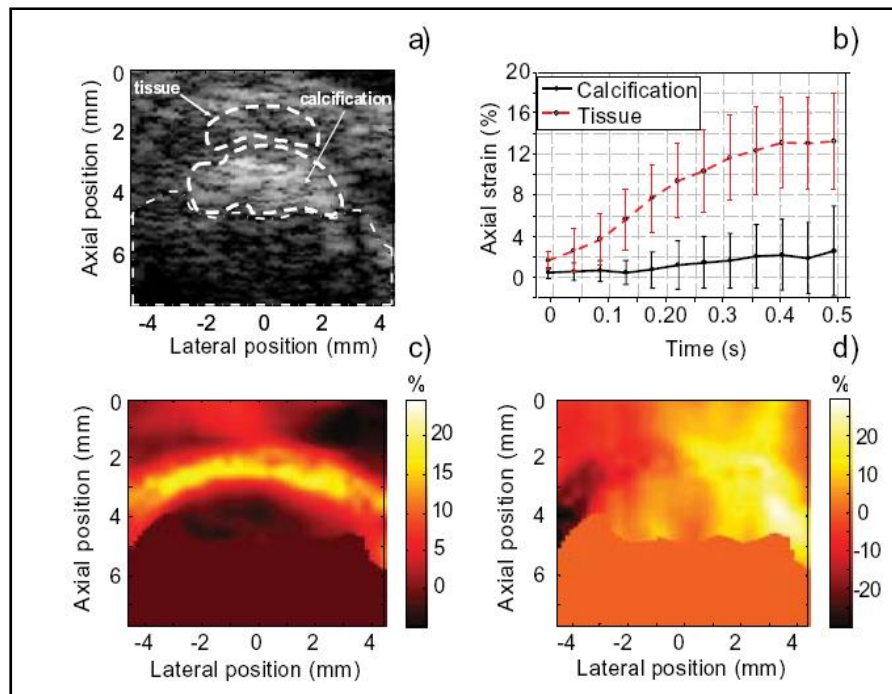 a)
tissue
calcification
0
2
4
6
Axial position (mm)
-4 -2 0 2 4
Lateral position (mm)
b)
20
16
12
8
4
0
Axial strain (%)
Calcification
Tissue
0 0.1 0.20 0.3 0.4 0.5
Time (s)
c)
%
0
2
4
6
Axial position (mm)
20
15
10
5
0
-4 -2 0 2 4
Lateral position (mm)
d)
%
0
2
4
6
Axial position (mm)
20
10
0
-10
-20
-4 -2 0 2 4
Lateral position (mm)